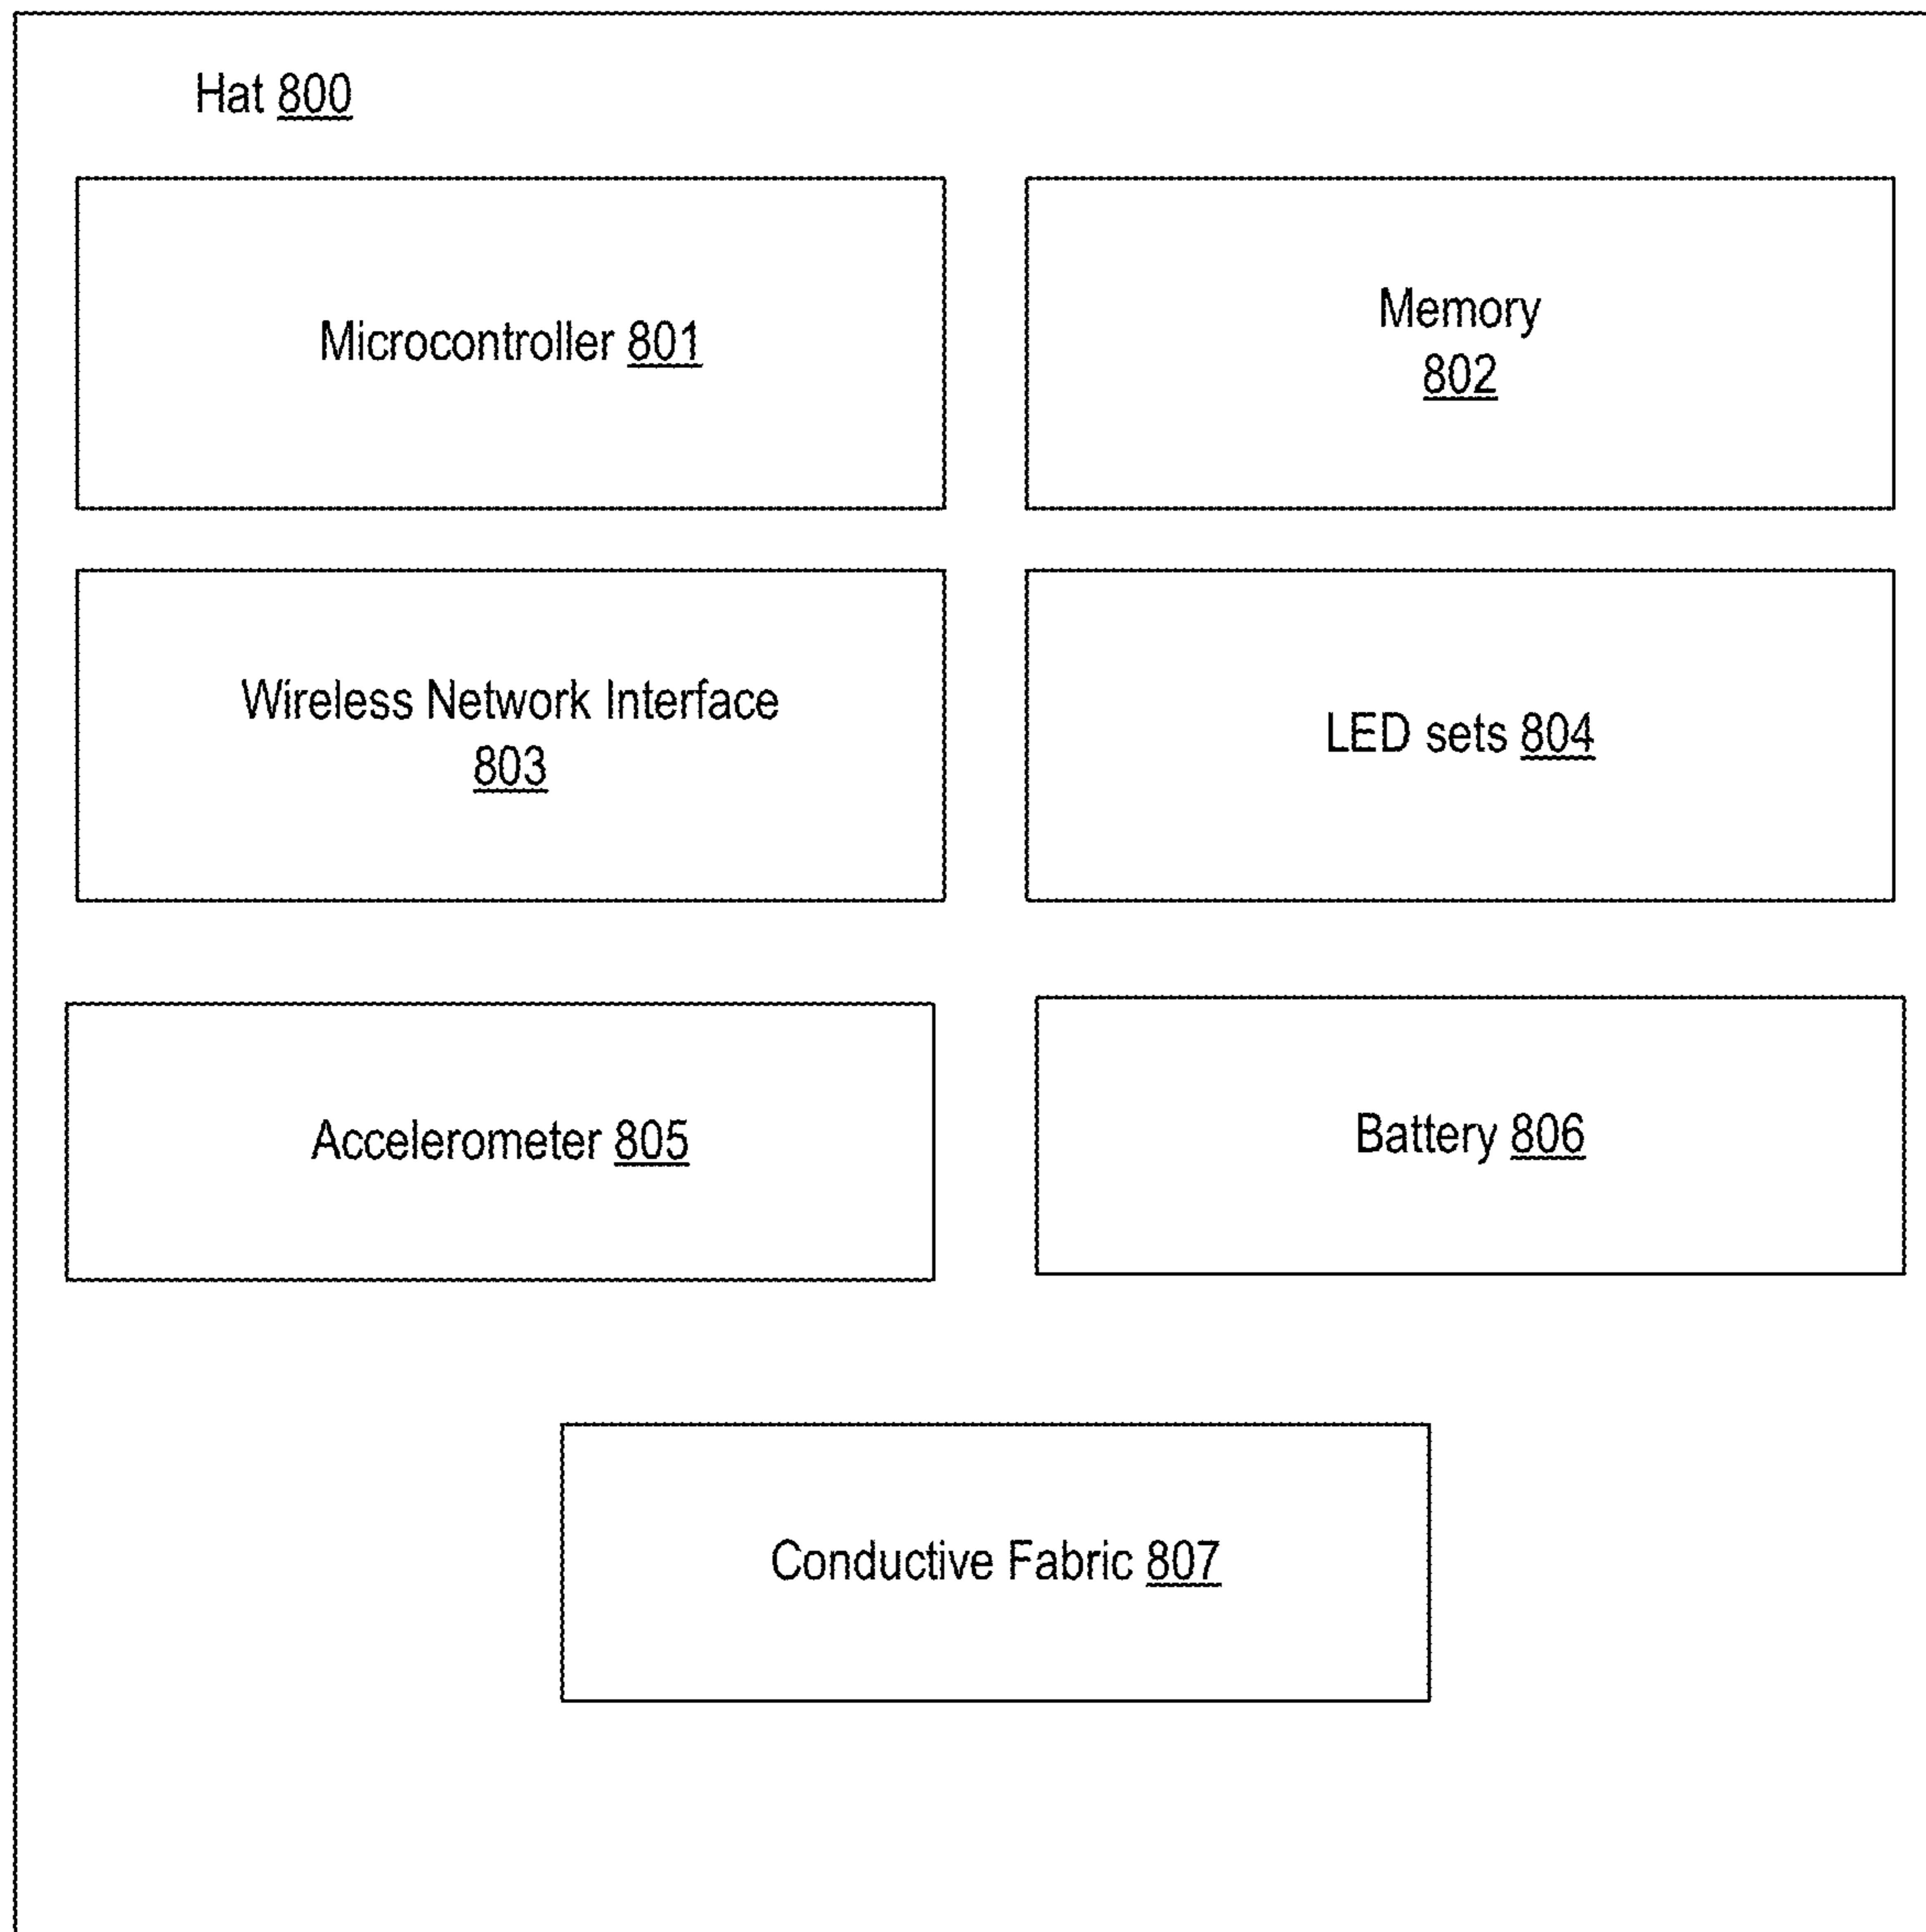 Hat 800
Microcontroller 801
Memory
802
Wireless Network Interface
803
LED sets 804
Accelerometer 805
Battery 806
Conductive Fabric 807